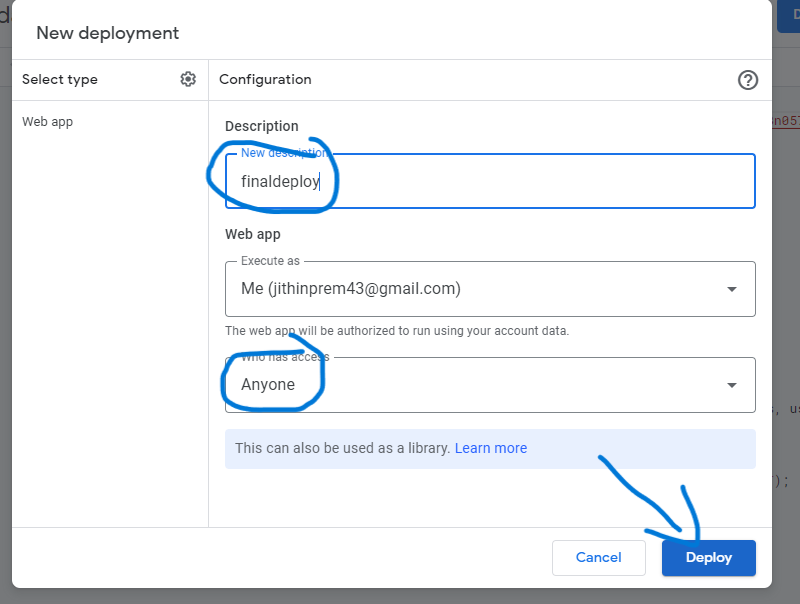 New deployment
Select type
Configuration
Web app
Description
New description
finaldeploy
Web app
Execute as
Me (jithinprem43@gmail.com)
The web app will be authorized to run using your account data.
Who has access
Anyone
This can also be used as a library. Learn more
Cancel
Deploy